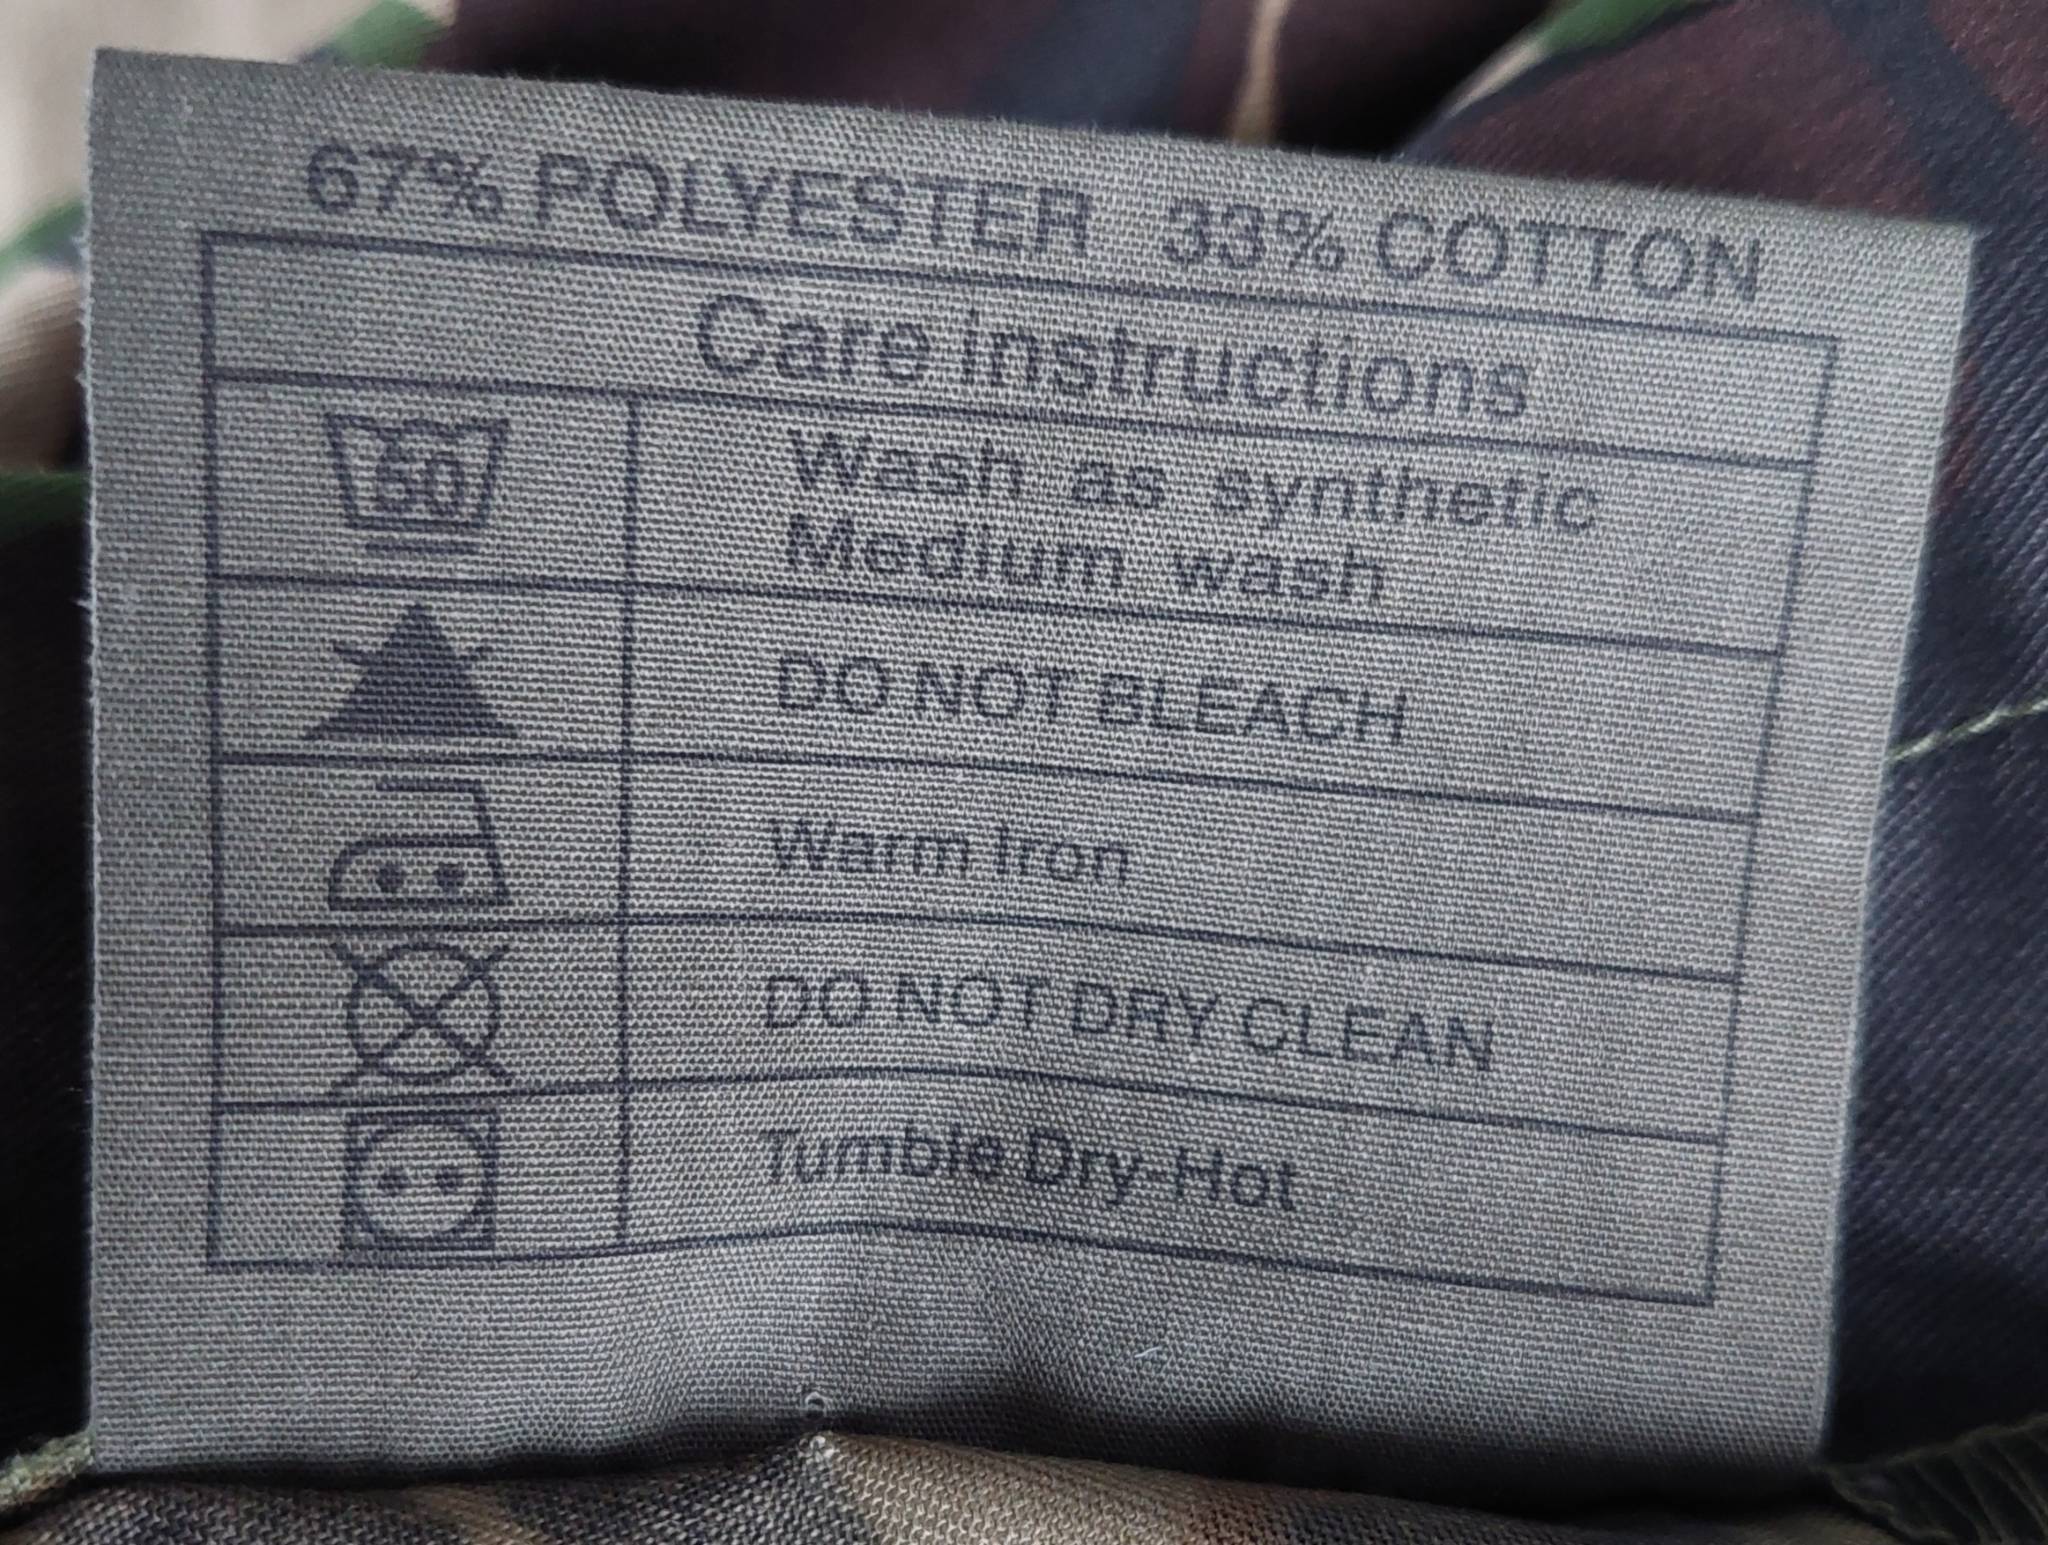 67% POLYESTER 33% COTTON
Care instructions
60
Wash as synthetic
Medium wash
DO NOT BLEACH
Warm Iron
DO NOT DRY CLEAN
Tumble Dry-Hot